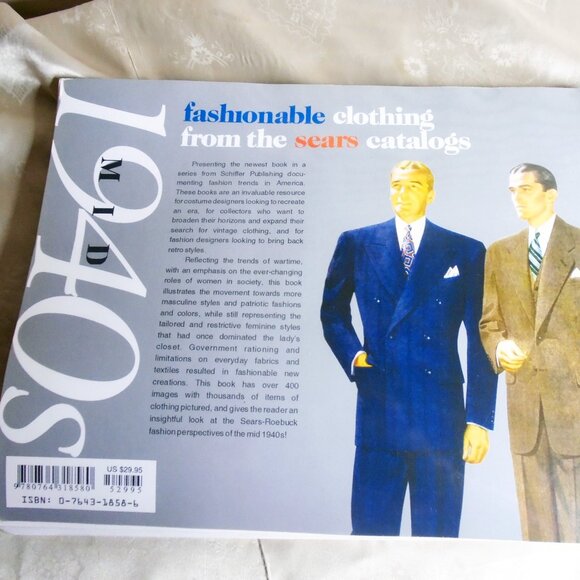 MID
1940s
fashionable clothing
from the sears catalogs
Presenting the newest book in a
series from Schiffer Publishing docu-
menting fashion trends in America.
These books are an invaluable resource
for costume designers looking to recreate
an era, for collectors who want to
broaden their horizons and expand their
search for vintage clothing, and for
for fashion designers looking to bring back
retro styles.
Reflecting the trends of wartime,
with an emphasis on the ever-changing
roles of women in society, this book
illustrates the movement towards more
masculine styles and patriotic fashions
and colors, while still representing the
tailored and restrictive feminine styles
that had once dominated the lady's
closet. Government rationing and
limitations on everyday fabrics and
textiles resulted in fashionable new
creations. This book has over 400
images with thousands of items of
clothing pictured, and gives the reader an
insightful look at the Sears-Roebuck
fashion perspectives of the mid 1940s!
US $29.95
9 780764 318580
52995
ISBN: 0-7643-1858-6